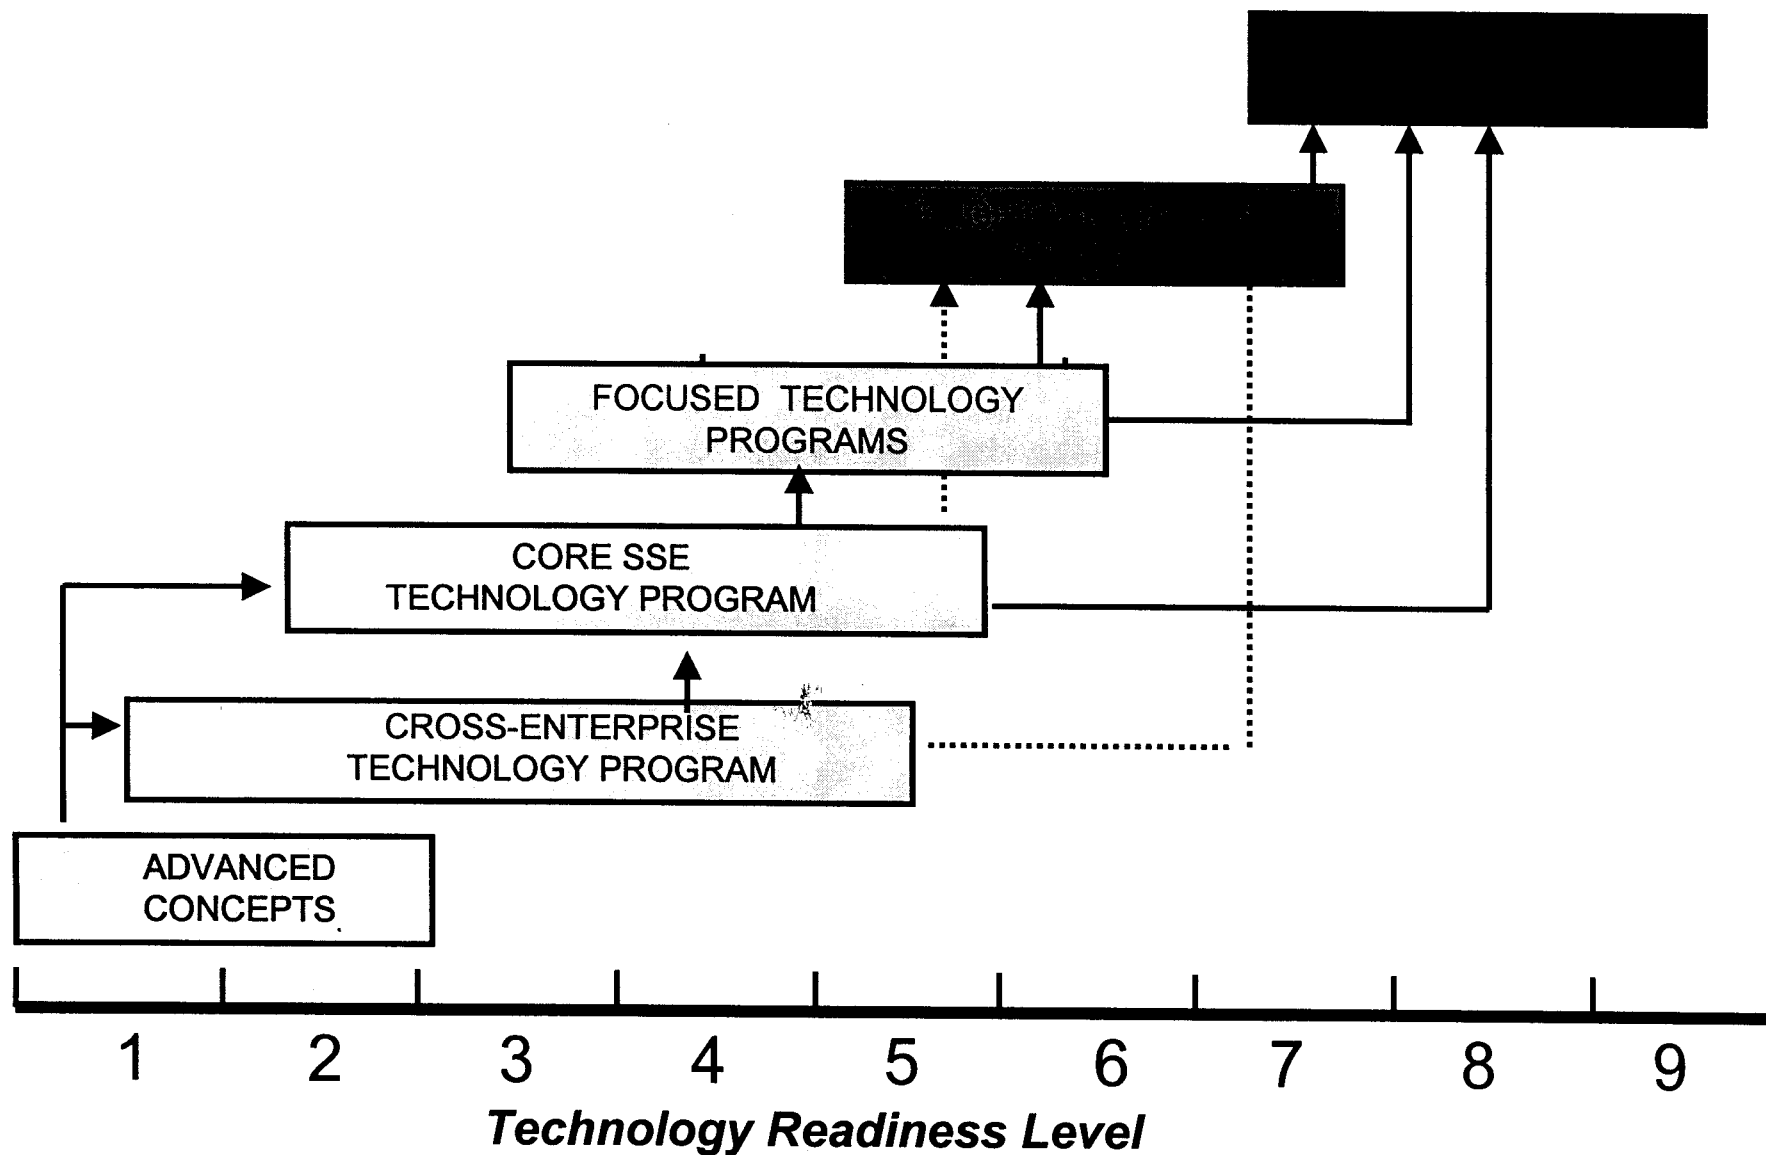 FOCUSED TECHNOLOGY
PROGRAMS
CORE SSE
TECHNOLOGY PROGRAM
CROSS-ENTERPRISE
TECHNOLOGY PROGRAM
ADVANCED
CONCEPTS
1 2 3 4 5 6 7 8 9
Technology Readiness Level